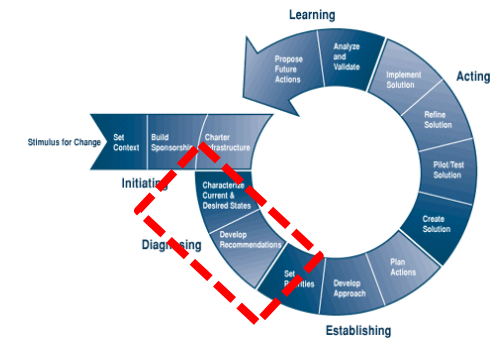 Learning
Propose
Future
Actions
Analyze
and
Validate
Implement
Solution
Acting
Refine
Solution
Pilot/Test
Solution
Create
Solution
Plan
Actions
Develop
Approach
Set
Priorities
Establishing
Stimulus for Change
Set
Context
Build
Sponsorship
Charter
Infrastructure
Initiating
Characterize
Current &
Desired States
Diagnosing
Develop
Recommendations